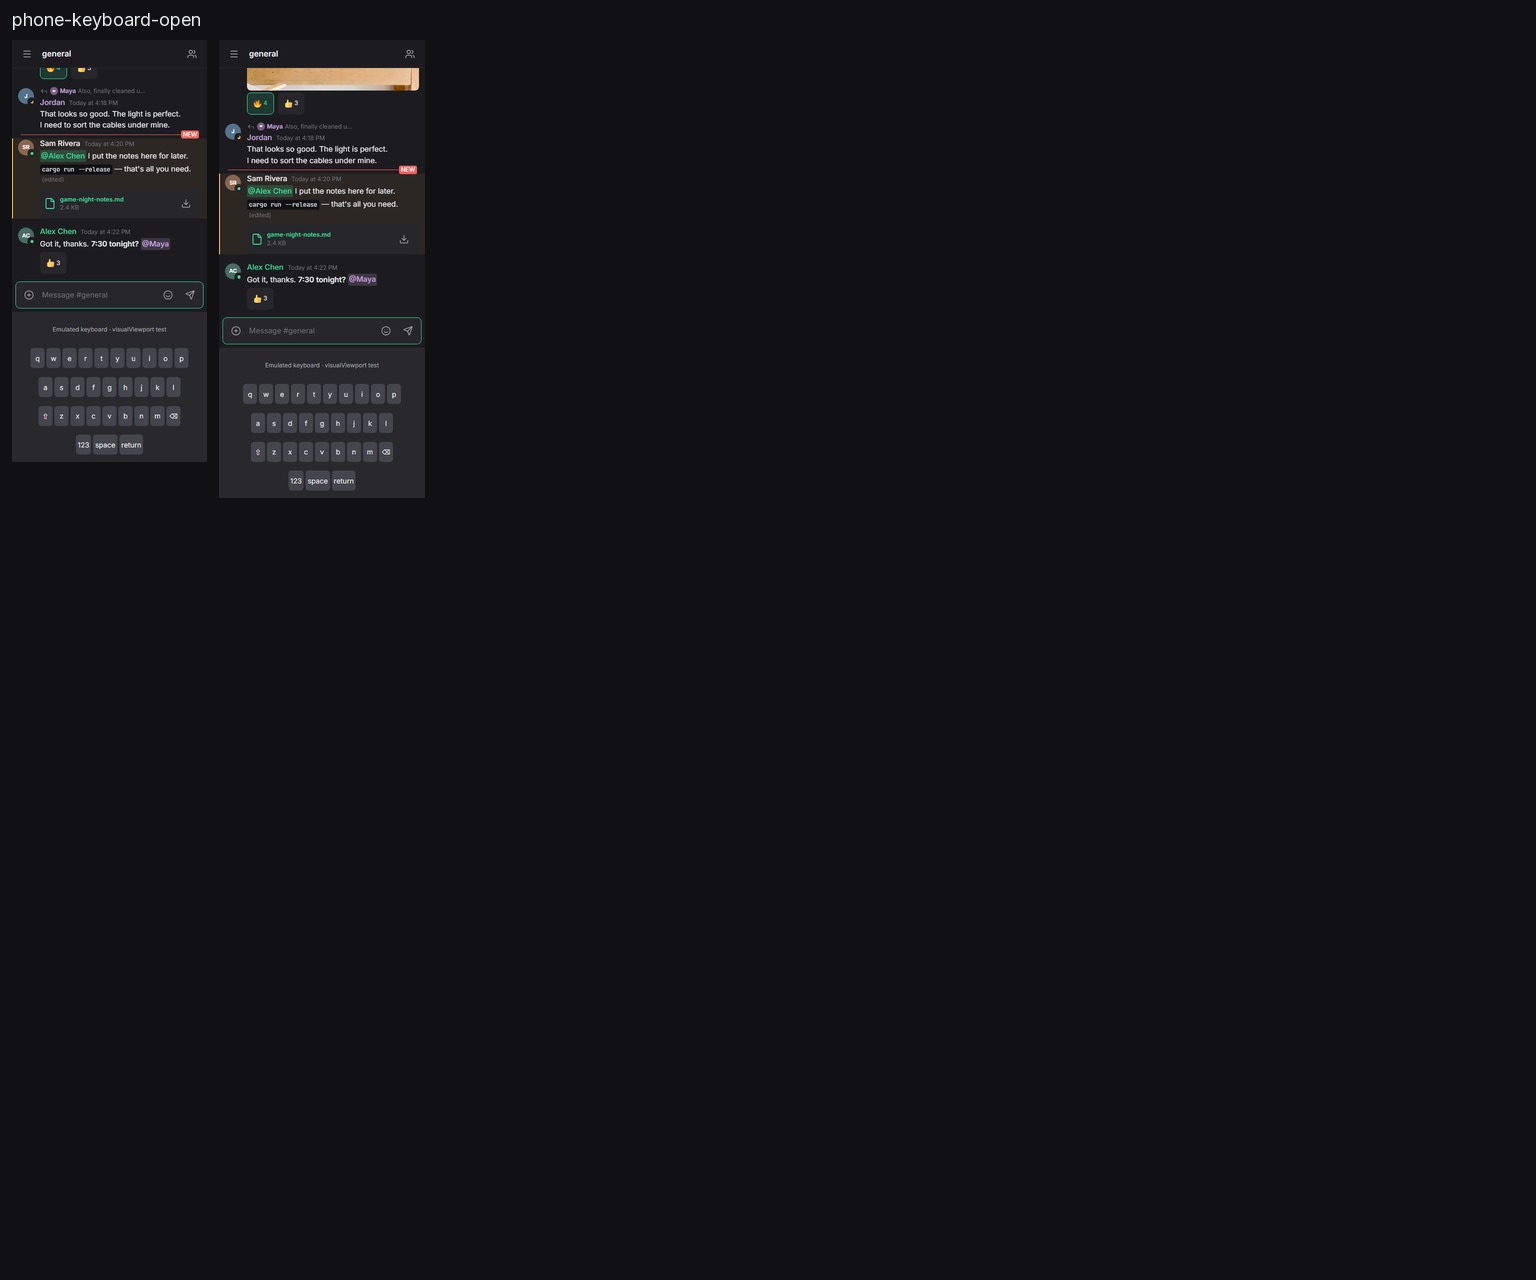 phone-keyboard-open
general
4
3
Maya Also, finally cleaned u...
J
Jordan Today at 4:18 PM
That looks so good. The light is perfect.
I need to sort the cables under mine.
NEW
SR
Sam Rivera Today at 4:20 PM
@Alex Chen I put the notes here for later.
cargo run --release — that's all you need.
(edited)
game-night-notes.md
2.4 KB
AC
Alex Chen Today at 4:22 PM
Got it, thanks. 7:30 tonight? @Maya
3
Message #general
Emulated keyboard · visualViewport test
q w e r t y u i o p
a s d f g h j k l
⇧ z x c v b n m ⌫
123 space return
general
4
3
Maya Also, finally cleaned u...
J
Jordan Today at 4:18 PM
That looks so good. The light is perfect.
I need to sort the cables under mine.
NEW
SR
Sam Rivera Today at 4:20 PM
@Alex Chen I put the notes here for later.
cargo run --release — that's all you need.
(edited)
game-night-notes.md
2.4 KB
AC
Alex Chen Today at 4:22 PM
Got it, thanks. 7:30 tonight? @Maya
3
Message #general
Emulated keyboard · visualViewport test
q w e r t y u i o p
a s d f g h j k l
⇧ z x c v b n m ⌫
123 space return